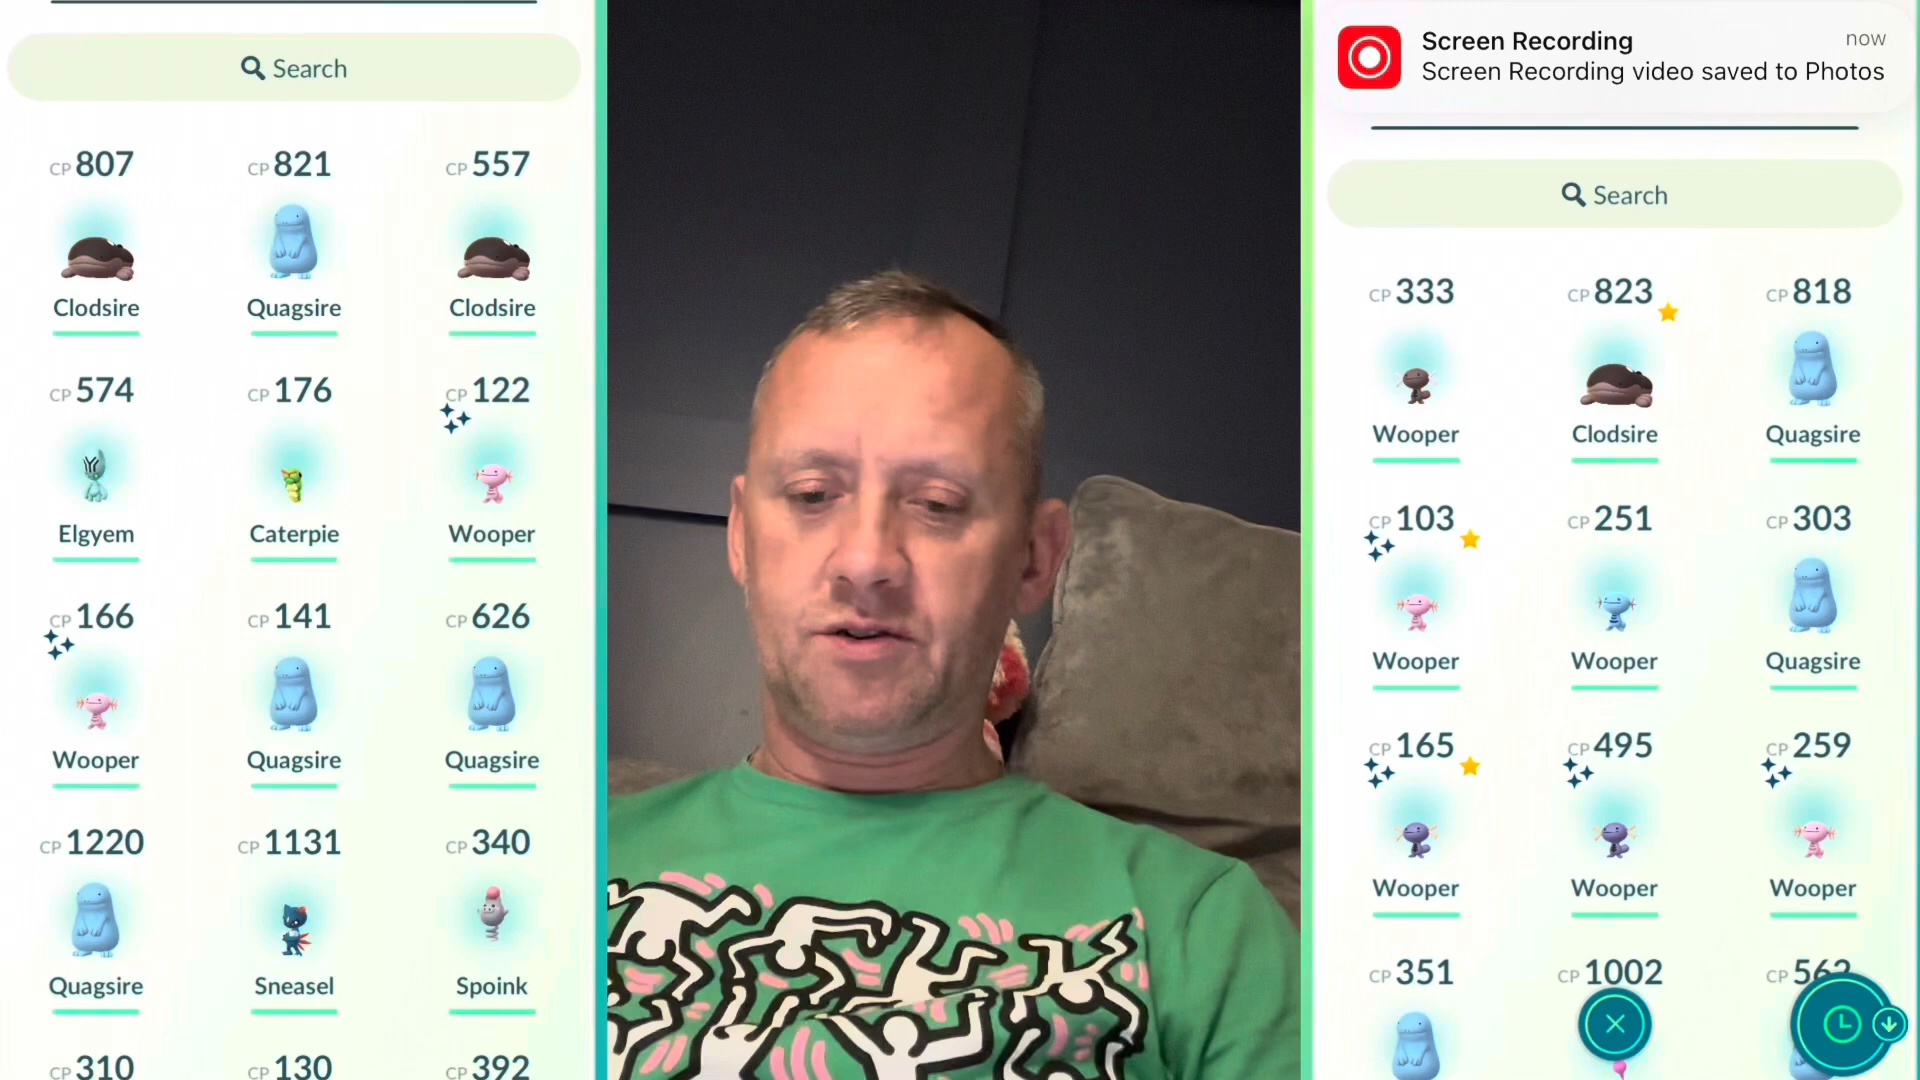 Search
CP 807
CP 821
CP 557
Clodsire
Quagsire
Clodsire
CP 574
CP 176
CP 122
Elgyem
Caterpie
Wooper
CP 166
CP 141
CP 626
Wooper
Quagsire
Quagsire
CP 1220
CP 1131
CP 340
Quagsire
Sneasel
Spoink
CP 310
CP 130
CP 392
Screen Recording
now
Screen Recording video saved to Photos
Search
CP 333
CP 823
CP 818
Wooper
Clodsire
Quagsire
CP 103
CP 251
CP 303
Wooper
Wooper
Quagsire
CP 165
CP 495
CP 259
Wooper
Wooper
Wooper
CP 351
CP 1002
CP 562